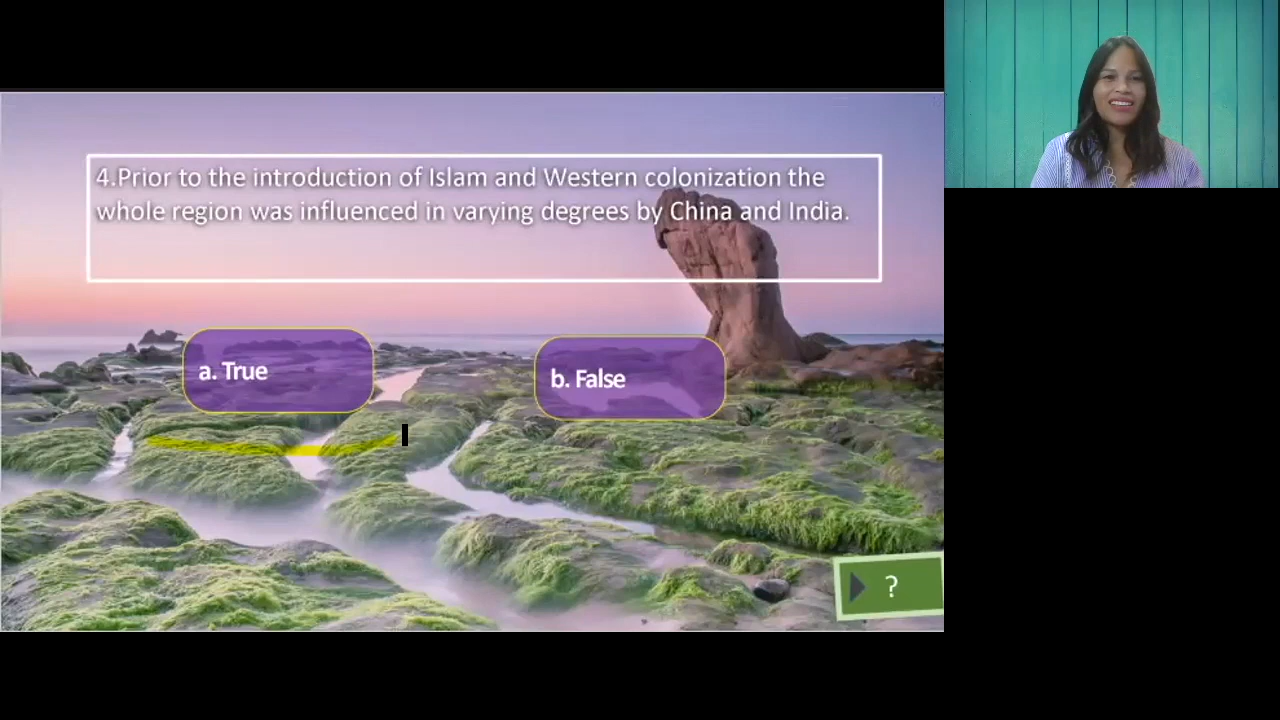 4.Prior to the introduction of Islam and Western colonization the
whole region was influenced in varying degrees by China and India.
a. True
b. False
?